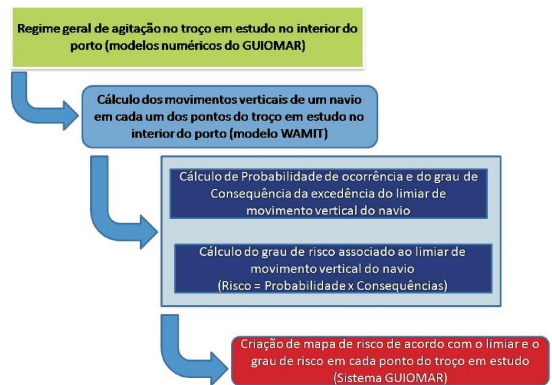 Regime geral de agitação no troço em estudo no interior do
porto (modelos numéricos do GUIOMAR)
Cálculo dos movimentos verticais de um navio
em cada um dos pontos do troço em estudo no
interior do porto (modelo WAMIT)
Cálculo de Probabilidade de ocorrência e do grau de
Consequência da excedência do limiar de
movimento vertical do navio
Cálculo do grau de risco associado ao limiar de
movimento vertical do navio
(Risco = Probabilidade x Consequências)
Criação de mapa de risco de acordo com o limiar e o
grau de risco em cada ponto do troço em estudo
(Sistema GUIOMAR)